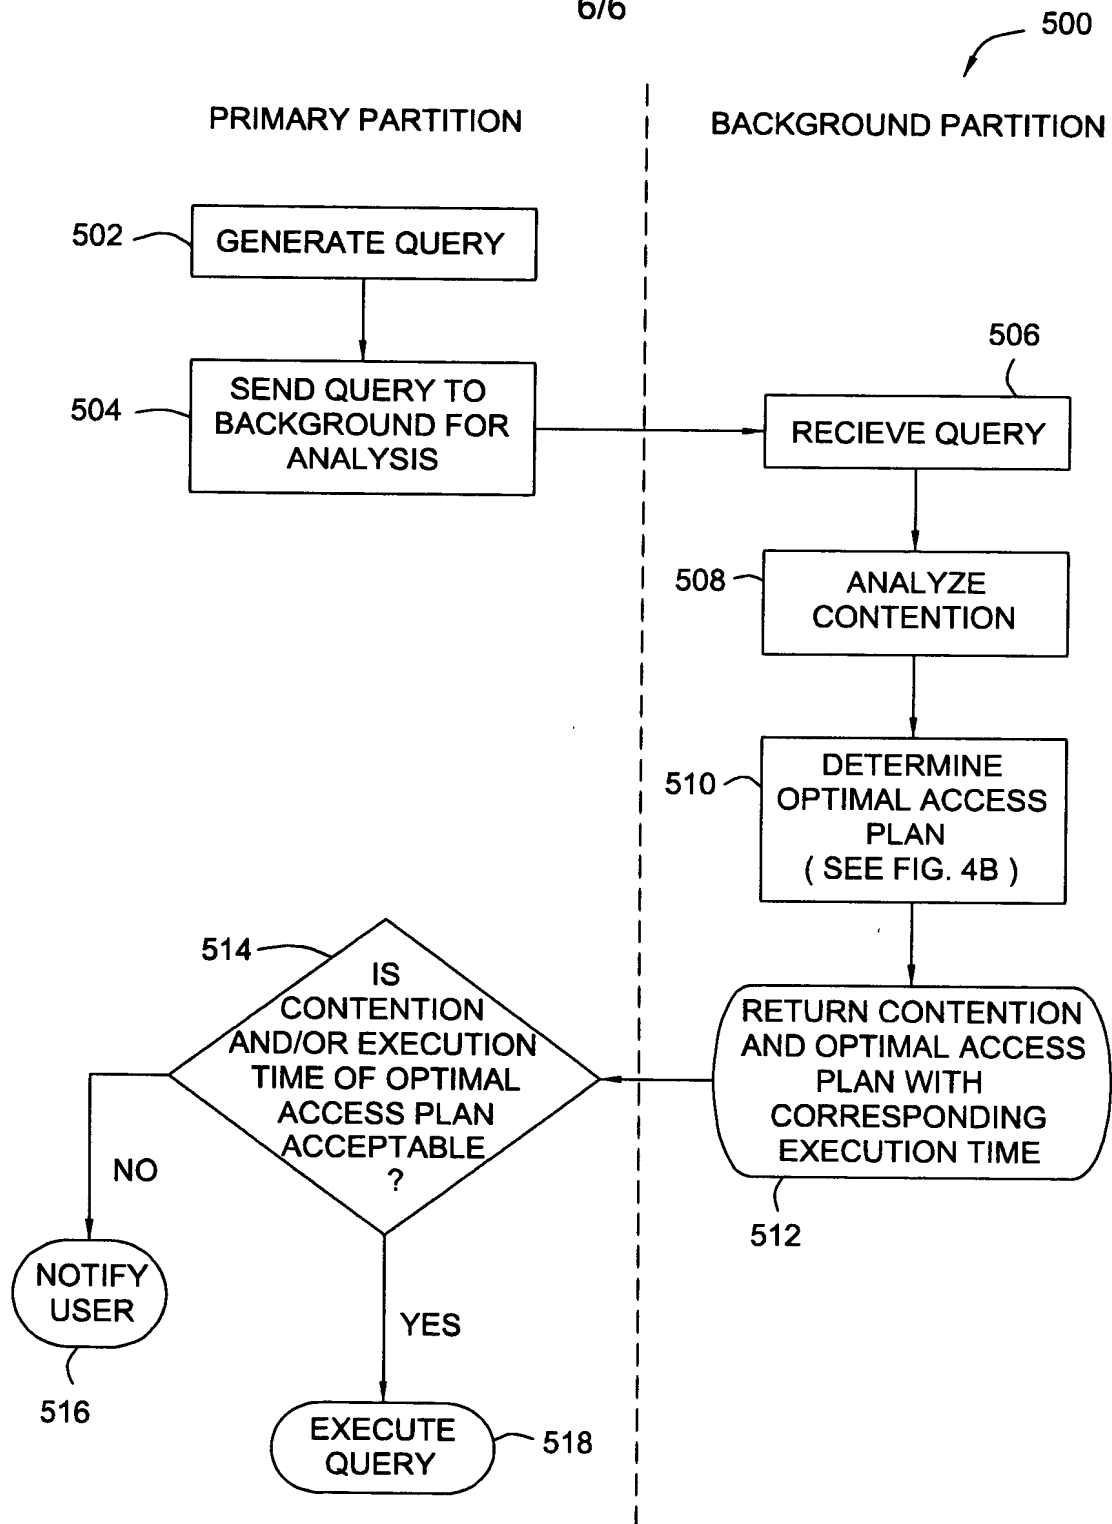 6/6
500
PRIMARY PARTITION
BACKGROUND PARTITION
502
GENERATE QUERY
504
SEND QUERY TO
BACKGROUND FOR
ANALYSIS
506
RECIEVE QUERY
508
ANALYZE
CONTENTION
510
DETERMINE
OPTIMAL ACCESS
PLAN
( SEE FIG. 4B )
RETURN CONTENTION
AND OPTIMAL ACCESS
PLAN WITH
CORRESPONDING
EXECUTION TIME
512
514
IS
CONTENTION
AND/OR EXECUTION
TIME OF OPTIMAL
ACCESS PLAN
ACCEPTABLE
?
NO
NOTIFY
USER
516
YES
EXECUTE
QUERY
518